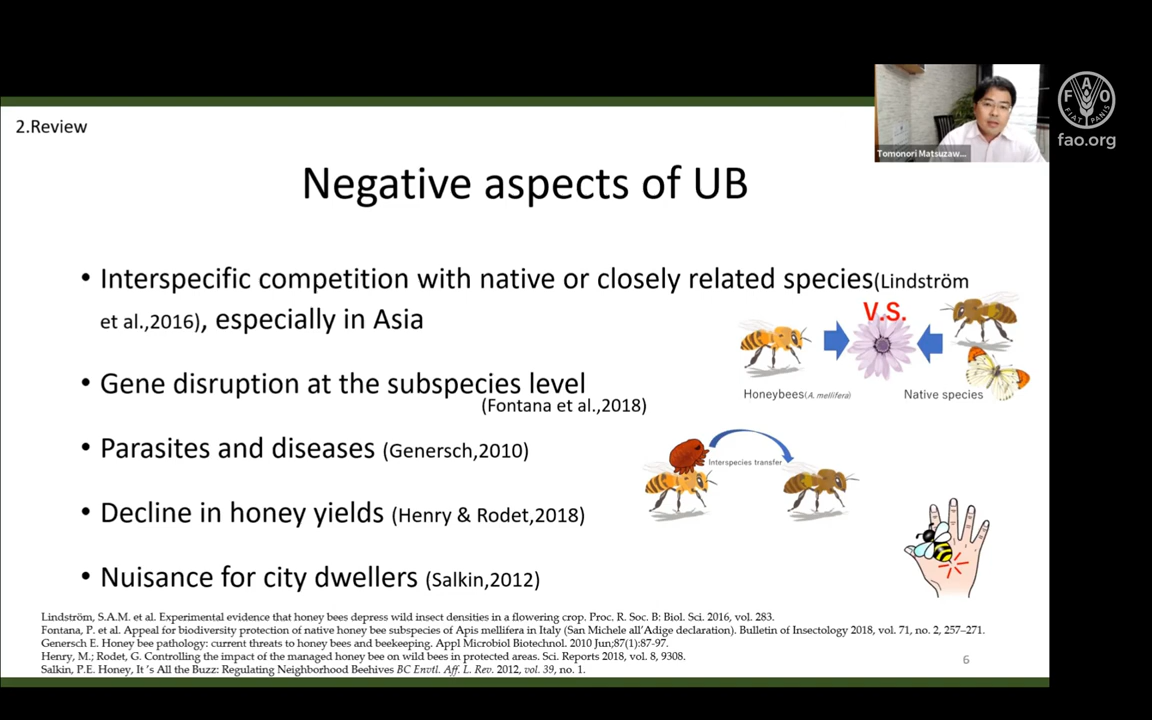 2.Review
Negative aspects of UB
• Interspecific competition with native or closely related species(Lindström
et al.,2016), especially in Asia
V.S.
Honeybees(A. mellifera)
Native species
• Gene disruption at the subspecies level
(Fontana et al.,2018)
• Parasites and diseases (Genersch,2010)
Interspecies transfer
• Decline in honey yields (Henry & Rodet,2018)
• Nuisance for city dwellers (Salkin,2012)
Lindström, S.A.M. et al. Experimental evidence that honey bees depress wild insect densities in a flowering crop. Proc. R. Soc. B: Biol. Sci. 2016, vol. 283.
Fontana, P. et al. Appeal for biodiversity protection of native honey bee subspecies of Apis mellifera in Italy (San Michele all'Adige declaration). Bulletin of Insectology 2018, vol. 71, no. 2, 257–271.
Genersch E. Honey bee pathology: current threats to honey bees and beekeeping. Appl Microbiol Biotechnol. 2010 Jun;87(1):87-97.
Henry, M.; Rodet, G. Controlling the impact of the managed honey bee on wild bees in protected areas. Sci. Reports 2018, vol. 8, 9308.
Salkin, P.E. Honey, It's All the Buzz: Regulating Neighborhood Beehives BC Envtl. Aff. L. Rev. 2012, vol. 39, no. 1.
6
Tomonori Matsuzaw...
F A O
FIAT PANIS
fao.org